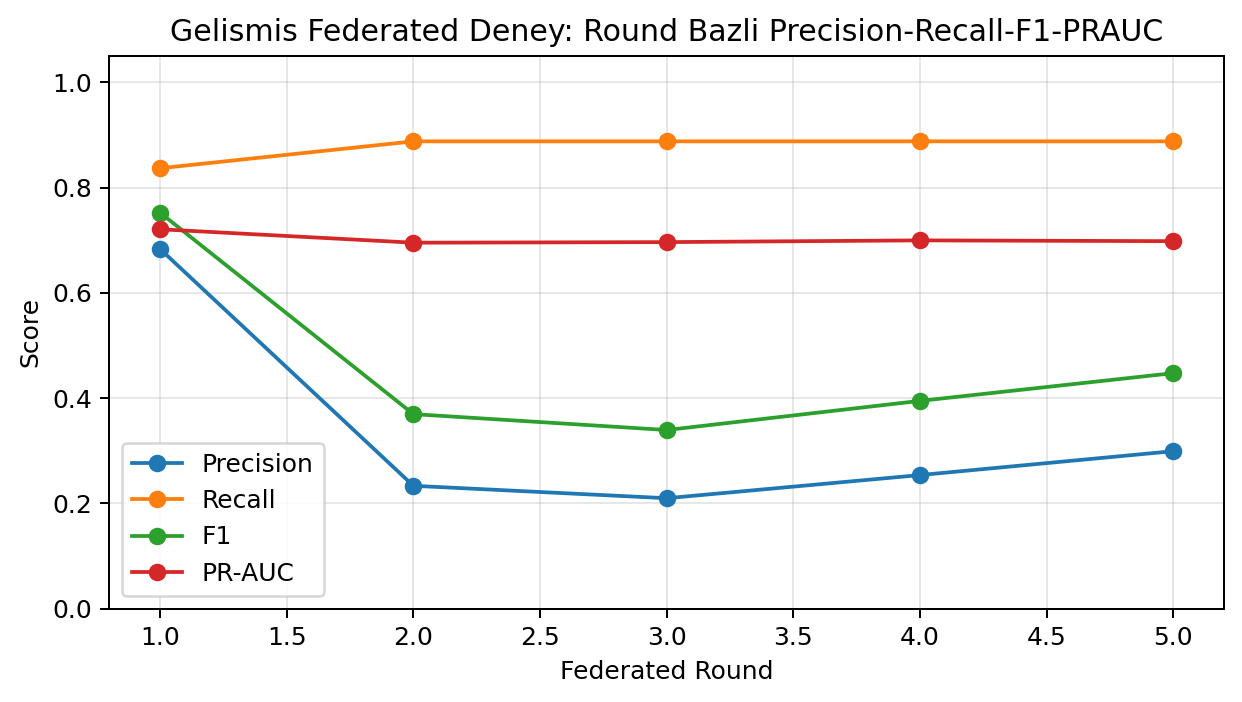 Gelismis Federated Deney: Round Bazli Precision-Recall-F1-PRAUC
Score
1.0
0.8
0.6
0.4
0.2
0.0
Precision
Recall
F1
PR-AUC
1.0 1.5 2.0 2.5 3.0 3.5 4.0 4.5 5.0
Federated Round